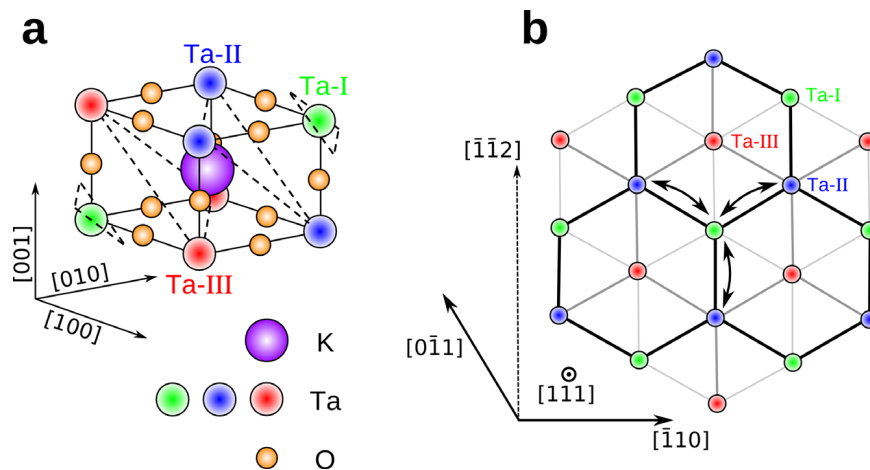 a
Ta-II
Ta-I
[001]
[010]
[100]
Ta-III
K
Ta
O
b
Ta-I
Ta-III
[1̄1̄2]
Ta-II
[01̄1]
[111]
[1̄10]